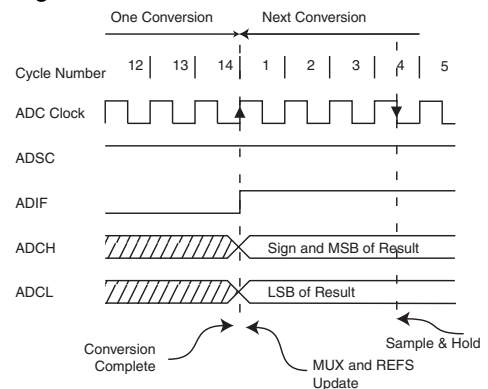 One Conversion Next Conversion
Cycle Number 12 13 14 1 2 3 4 5
ADC Clock
ADSC
ADIF
ADCH Sign and MSB of Result
ADCL LSB of Result
Conversion Complete
MUX and REFS Update
Sample & Hold